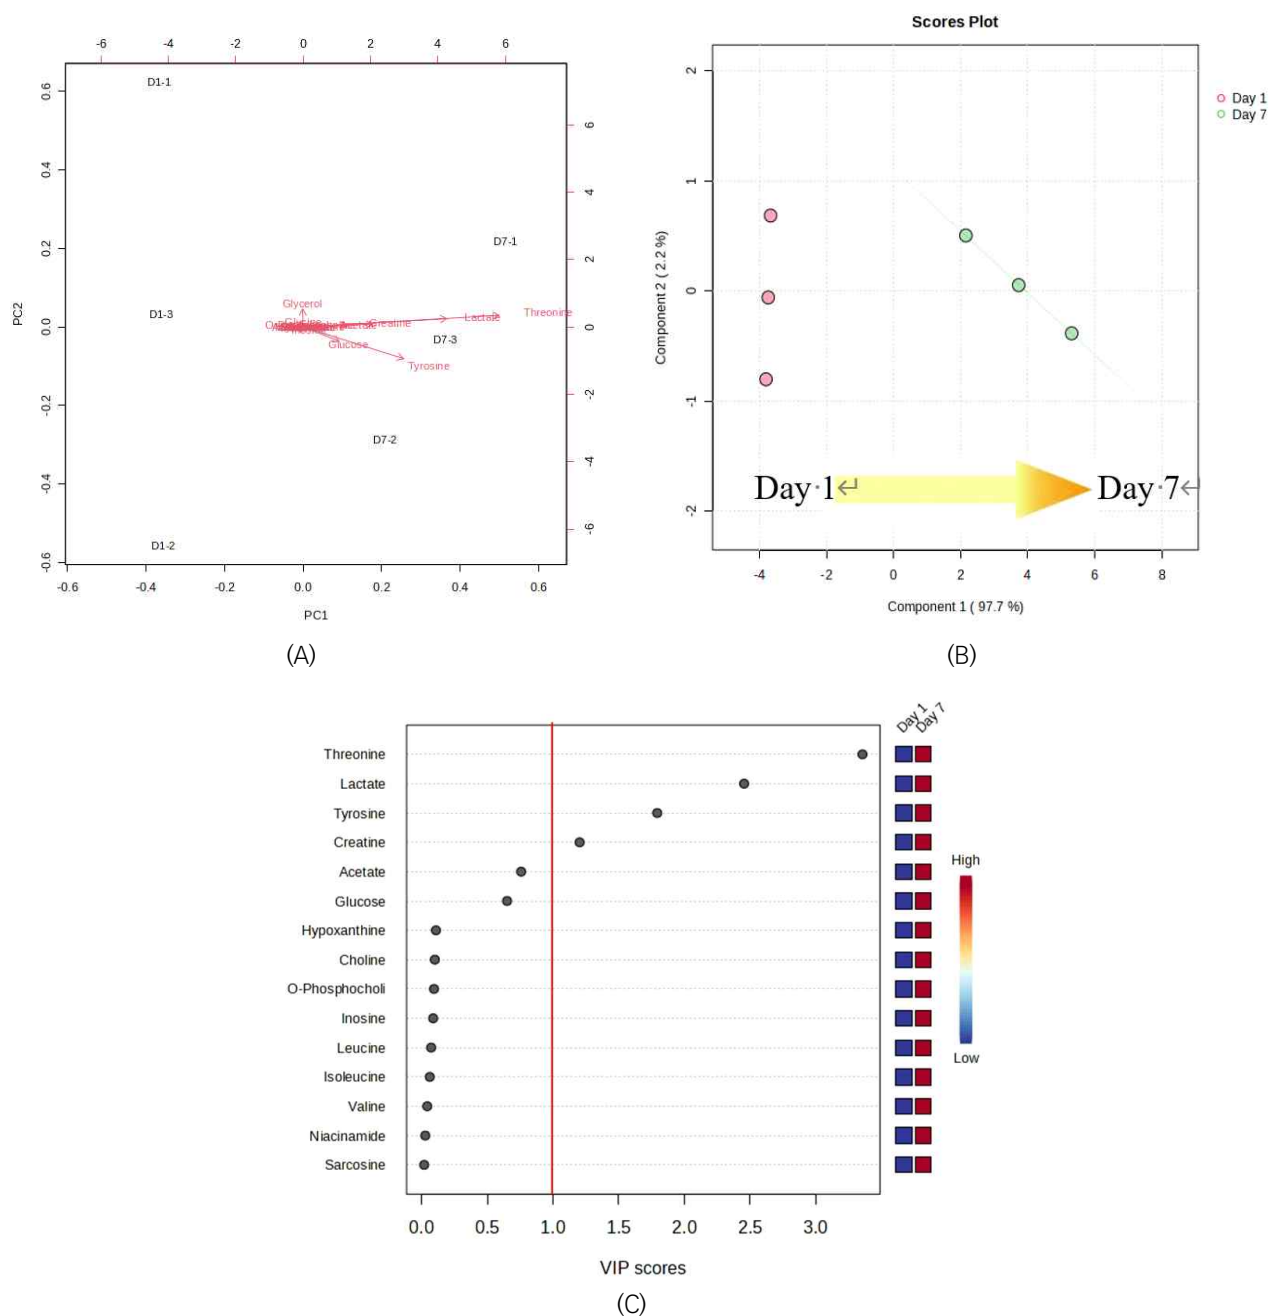 Scores Plot
-6 -4 -2 0 2 4 6
D1-1
D7-1
D1-3
D7-3
D7-2
D1-2
Glycerol
Glycine
Creatine
Lactate
Threonine
Acetate
Glucose
Tyrosine
0.6
0.4
0.2
0.0
-0.2
-0.4
-0.6
6
4
2
0
-2
-4
-6
PC2
-0.6 -0.4 -0.2 0.0 0.2 0.4 0.6
PC1
(A)
2
1
0
-1
-2
Component 2 ( 2.2 %)
Day 1
Day 7
Day·1↵ Day·7↵
-4 -2 0 2 4 6 8
Component 1 ( 97.7 %)
(B)
Day 1
Day 7
Threonine
Lactate
Tyrosine
Creatine
Acetate
Glucose
Hypoxanthine
Choline
O-Phosphocholi
Inosine
Leucine
Isoleucine
Valine
Niacinamide
Sarcosine
High
Low
0.0 0.5 1.0 1.5 2.0 2.5 3.0
VIP scores
(C)